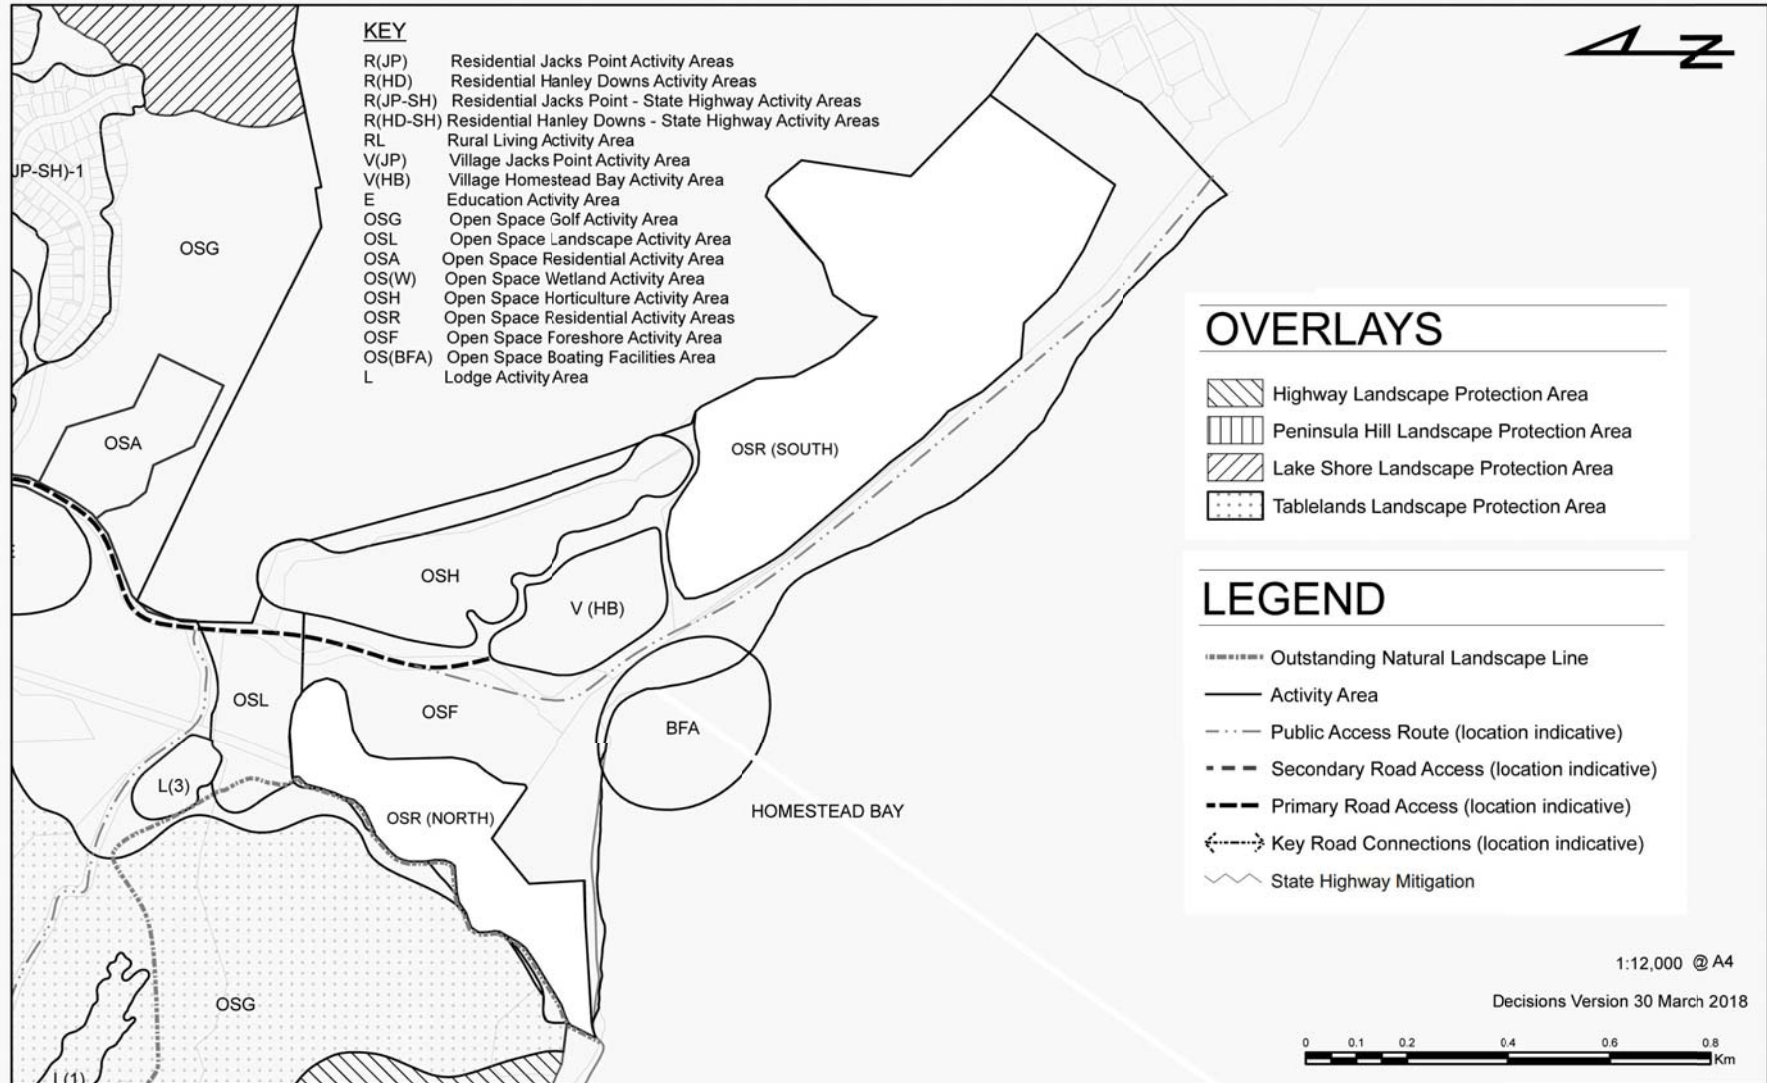 KEY
R(JP) Residential Jacks Point Activity Areas
R(HD) Residential Hanley Downs Activity Areas
R(JP-SH) Residential Jacks Point - State Highway Activity Areas
R(HD-SH) Residential Hanley Downs - State Highway Activity Areas
RL Rural Living Activity Area
V(JP) Village Jacks Point Activity Area
V(HB) Village Homestead Bay Activity Area
E Education Activity Area
OSG Open Space Golf Activity Area
OSL Open Space Landscape Activity Area
OSA Open Space Residential Activity Area
OS(W) Open Space Wetland Activity Area
OSH Open Space Horticulture Activity Area
OSR Open Space Residential Activity Areas
OSF Open Space Foreshore Activity Area
OS(BFA) Open Space Boating Facilities Area
L Lodge Activity Area
Z
JP-SH)-1
OSG
OSA
OSR (SOUTH)
OSH
V (HB)
OSL
OSF
BFA
L(3)
OSR (NORTH)
HOMESTEAD BAY
OSG
L(1)
OVERLAYS
Highway Landscape Protection Area
Peninsula Hill Landscape Protection Area
Lake Shore Landscape Protection Area
Tablelands Landscape Protection Area
LEGEND
Outstanding Natural Landscape Line
Activity Area
Public Access Route (location indicative)
Secondary Road Access (location indicative)
Primary Road Access (location indicative)
Key Road Connections (location indicative)
State Highway Mitigation
1:12,000 @ A4
Decisions Version 30 March 2018
0 0.1 0.2 0.4 0.6 0.8
Km